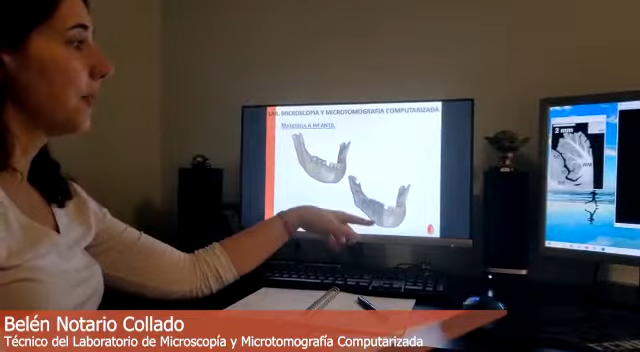 LAB. MICROSCOPÍA Y MICROTOMOGRAFÍA COMPUTARIZADA
MANDÍBULA INFANTIL
2 mm
Belén Notario Collado
Técnico del Laboratorio de Microscopía y Microtomografía Computarizada